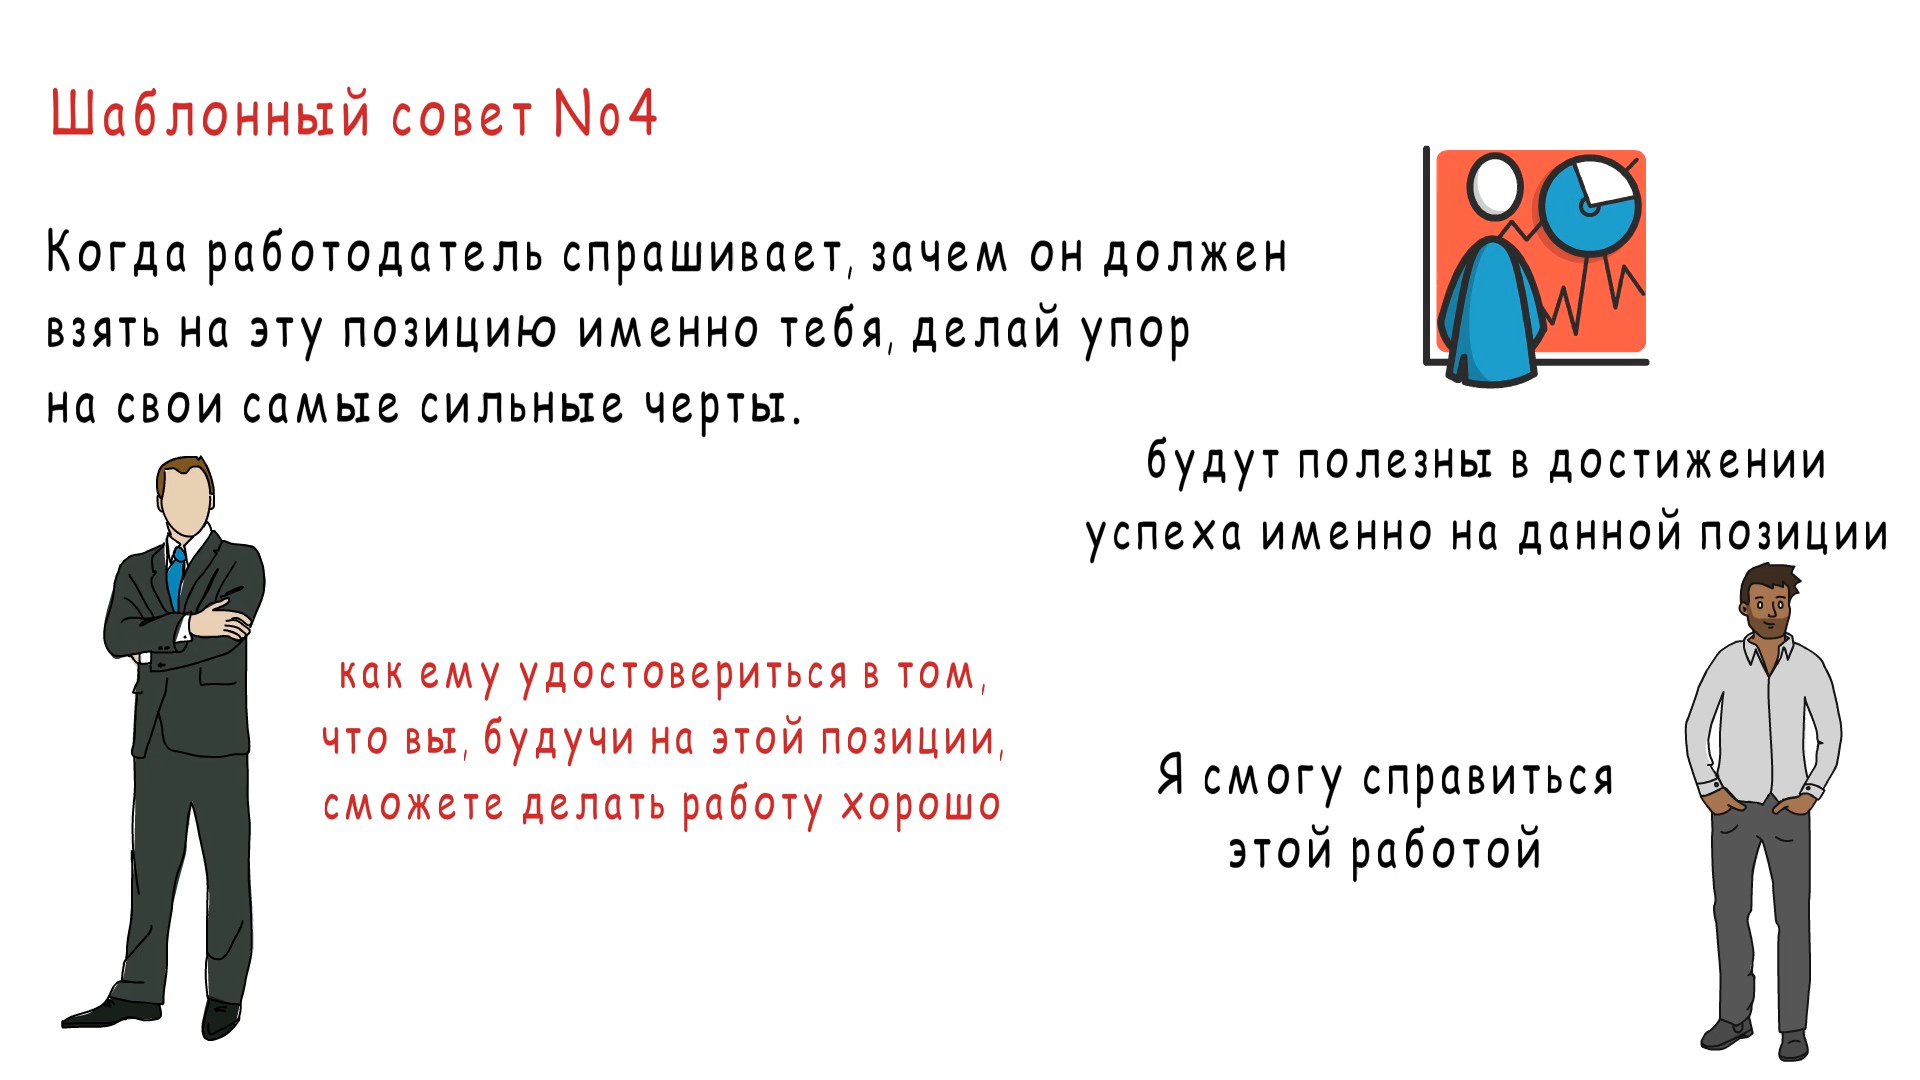 Шаблонный совет No4
Когда работодатель спрашивает, зачем он должен
взять на эту позицию именно тебя, делай упор
на свои самые сильные черты.
будут полезны в достижении
успеха именно на данной позиции
как ему удостовериться в том,
что вы, будучи на этой позиции,
сможете делать работу хорошо
Я смогу справиться
этой работой